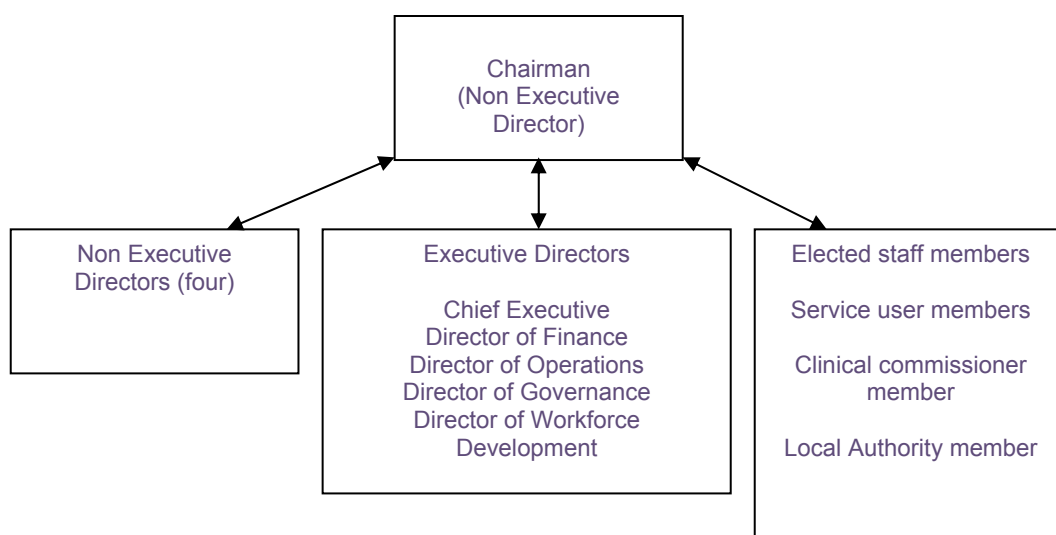 Chairman
(Non Executive
Director)
Non Executive
Directors (four)
Executive Directors
Chief Executive
Director of Finance
Director of Operations
Director of Governance
Director of Workforce
Development
Elected staff members
Service user members
Clinical commissioner
member
Local Authority member